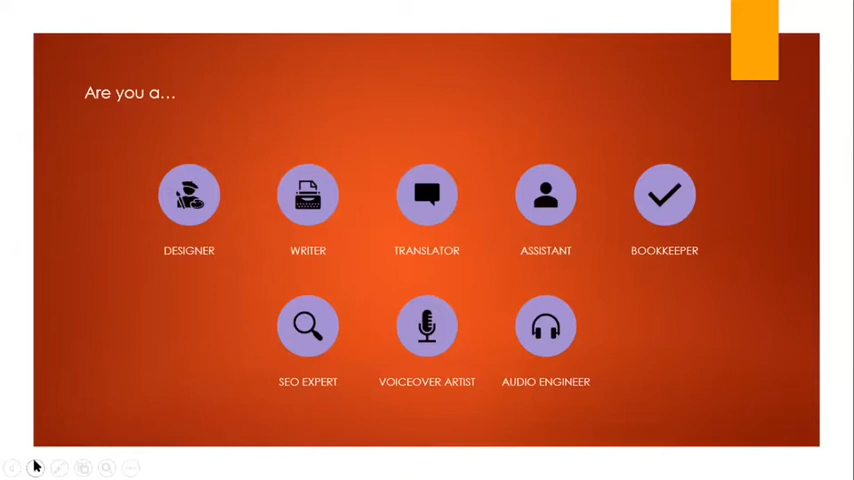 Are you a...
DESIGNER
WRITER
TRANSLATOR
ASSISTANT
BOOKKEEPER
SEO EXPERT
VOICEOVER ARTIST
AUDIO ENGINEER